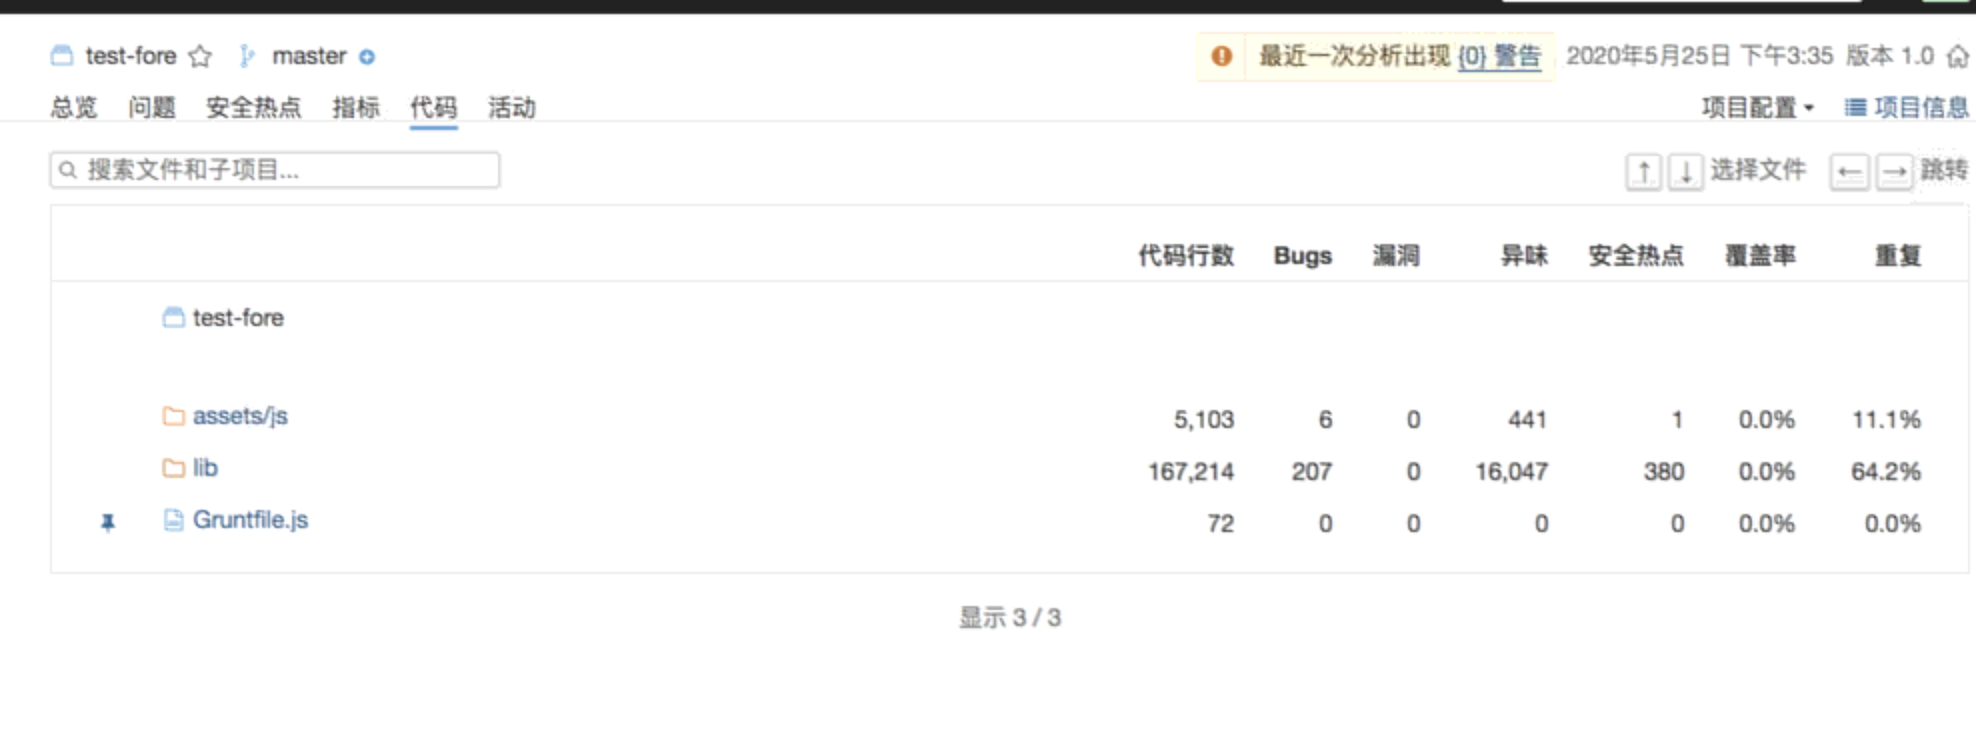 test-fore master 最近一次分析出现 {0} 警告 2020年5月25日 下午3:35 版本 1.0
总览 问题 安全热点 指标 代码 活动 项目配置 项目信息
搜索文件和子项目... ↑ ↓ 选择文件 ← → 跳转
代码行数 Bugs 漏洞 异味 安全热点 覆盖率 重复
test-fore
assets/js 5,103 6 0 441 1 0.0% 11.1%
lib 167,214 207 0 16,047 380 0.0% 64.2%
Gruntfile.js 72 0 0 0 0 0.0% 0.0%
显示 3 / 3